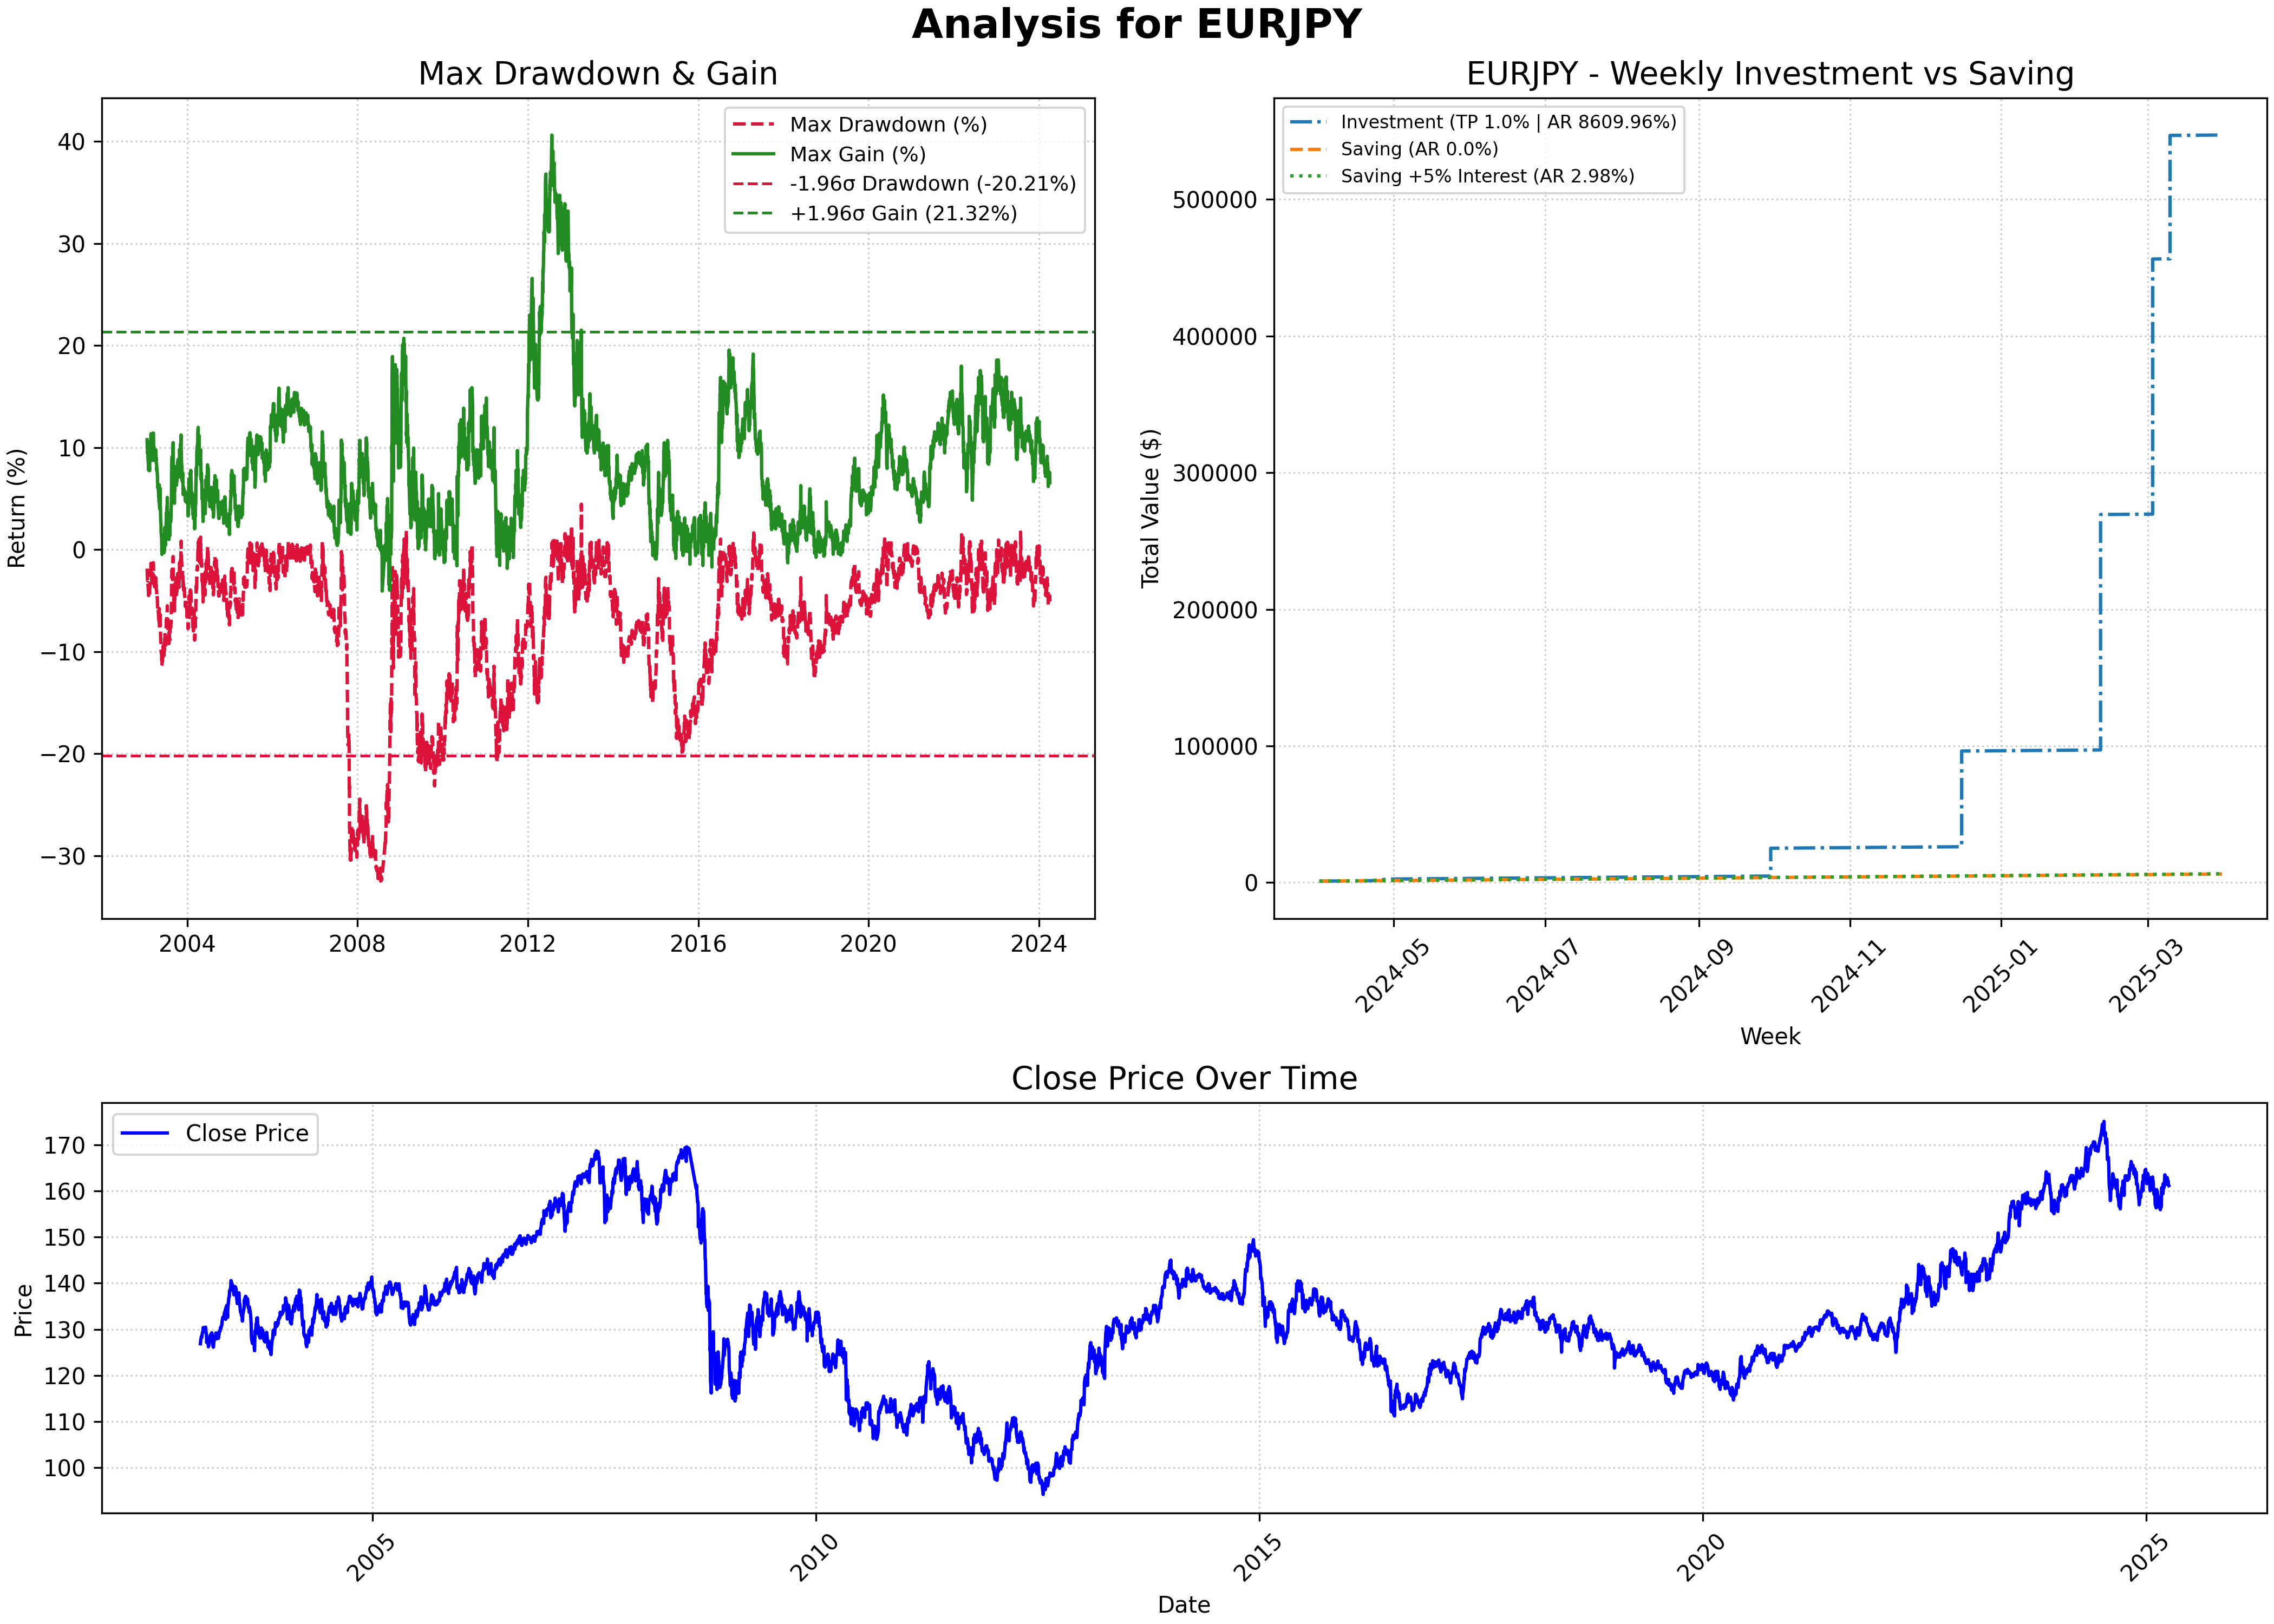 Analysis for EURJPY
Max Drawdown & Gain
Max Drawdown (%)
Max Gain (%)
-1.96σ Drawdown (-20.21%)
+1.96σ Gain (21.32%)
Return (%)
40
30
20
10
0
−10
−20
−30
2004
2008
2012
2016
2020
2024
EURJPY - Weekly Investment vs Saving
Investment (TP 1.0% | AR 8609.96%)
Saving (AR 0.0%)
Saving +5% Interest (AR 2.98%)
Total Value ($)
500000
400000
300000
200000
100000
0
2024-05
2024-07
2024-09
2024-11
2025-01
2025-03
Week
Close Price Over Time
Close Price
Price
170
160
150
140
130
120
110
100
2005
2010
2015
2020
2025
Date